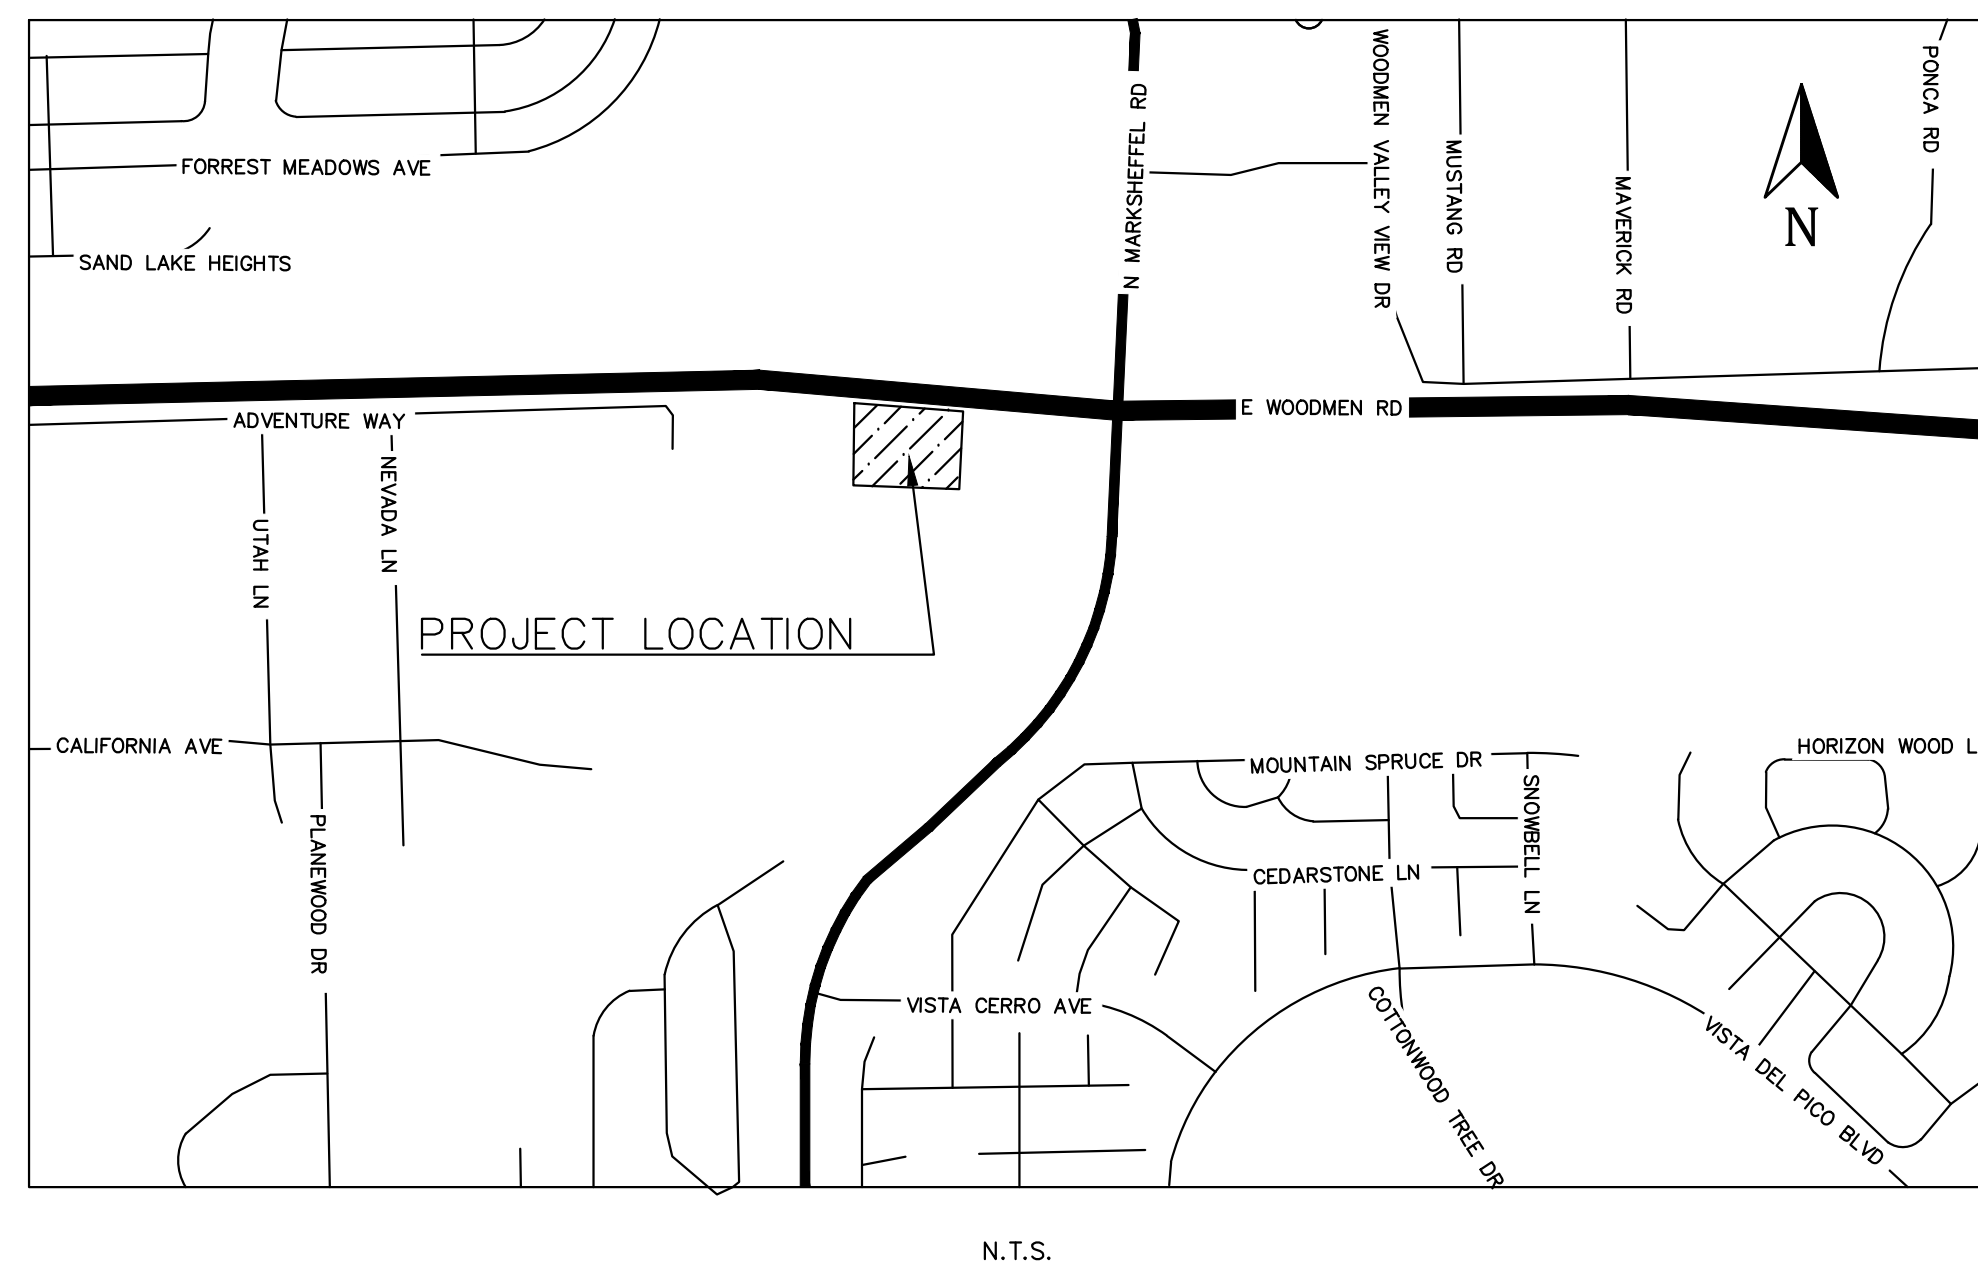 WOODMEN VALLEY VIEW DR
PONCA RD
N MARKSHEFFEL RD
MUSTANG RD
FORREST MEADOWS AVE
MAVERICK RD
N
SAND LAKE HEIGHTS
E WOODMEN RD
ADVENTURE WAY
NEVADA LN
UTAH LN
PROJECT LOCATION
CALIFORNIA AVE
HORIZON WOOD L
MOUNTAIN SPRUCE DR
SNOWBELL LN
PLANEWOOD DR
CEDARSTONE LN
VISTA CERRO AVE
COTTONWOOD TREE DR
VISTA DEL PICO BLVD
N.T.S.